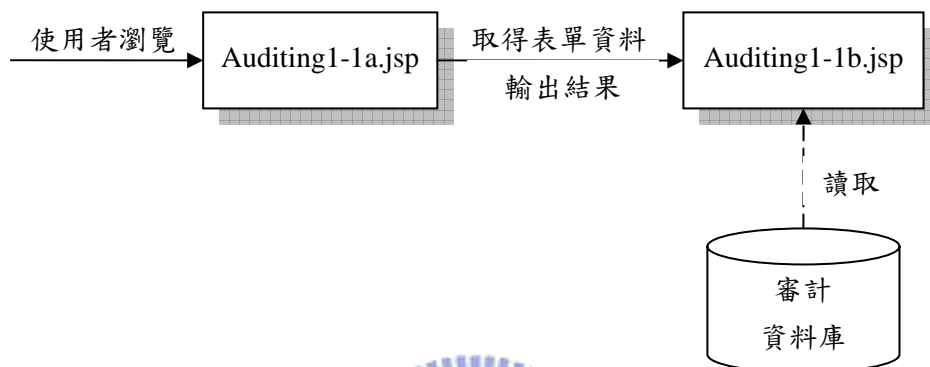 使用者瀏覽
Auditing1-1a.jsp
取得表單資料
輸出結果
Auditing1-1b.jsp
讀取
審計
資料庫